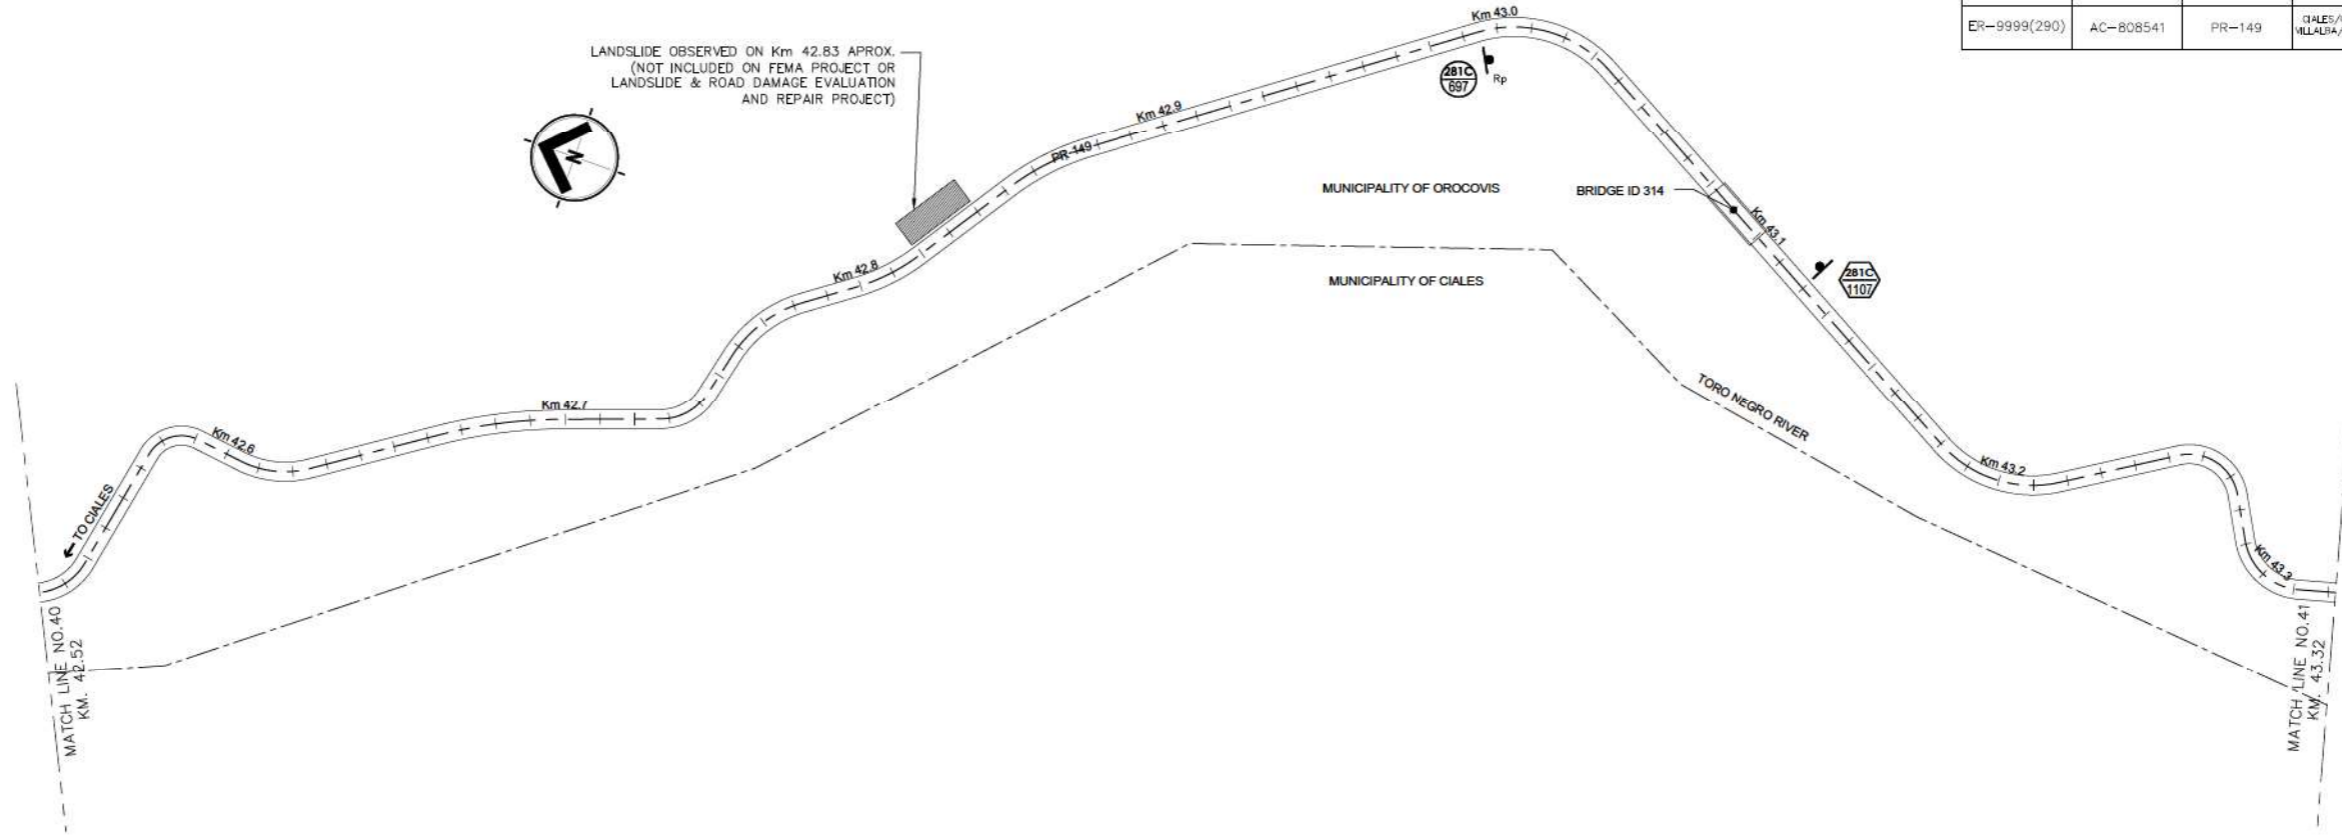 ER-9999(290) AC-808541 PR-149
LANDSLIDE OBSERVED ON Km 42.83 APROX.
(NOT INCLUDED ON FEMA PROJECT OR
LANDSLIDE & ROAD DAMAGE EVALUATION
AND REPAIR PROJECT)
N
Km 43.0
281C
697
Rp
Km 42.9
PR-149
MUNICIPALITY OF OROCOVIS
BRIDGE ID 314
Km 43.1
Km 42.8
MUNICIPALITY OF CIALES
281C
1107
TORO NEGRO RIVER
Km 42.7
Km 42.6
Km 43.2
TO CIALES
Km 43.3
MATCH LINE NO.40
KM. 42.52
MATCH LINE NO.41
KM. 43.32